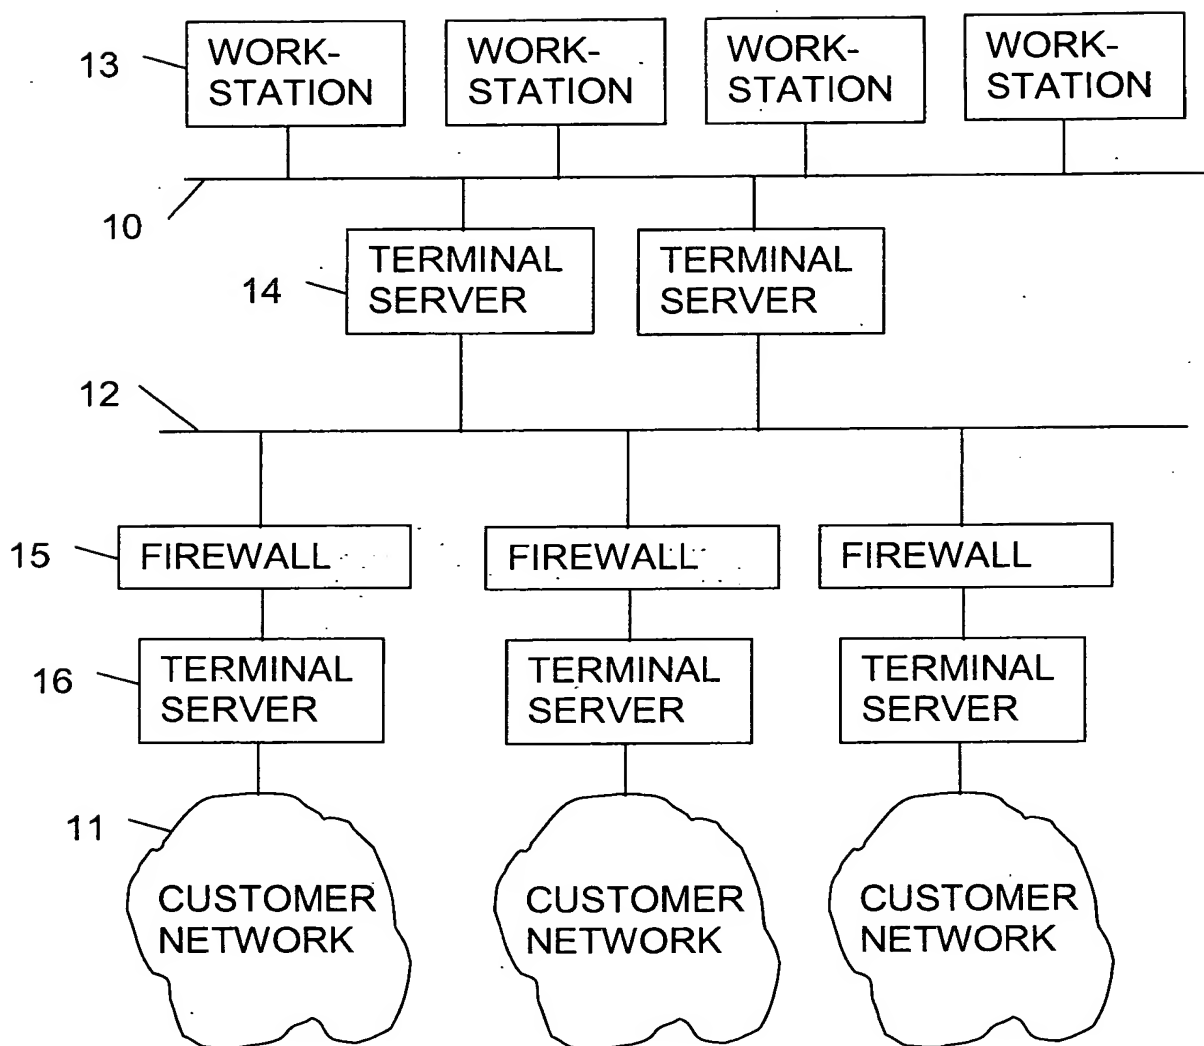 13
WORK-
STATION
WORK-
STATION
WORK-
STATION
WORK-
STATION
10
14
TERMINAL
SERVER
TERMINAL
SERVER
12
15
FIREWALL
FIREWALL
FIREWALL
16
TERMINAL
SERVER
TERMINAL
SERVER
TERMINAL
SERVER
11
CUSTOMER
NETWORK
CUSTOMER
NETWORK
CUSTOMER
NETWORK